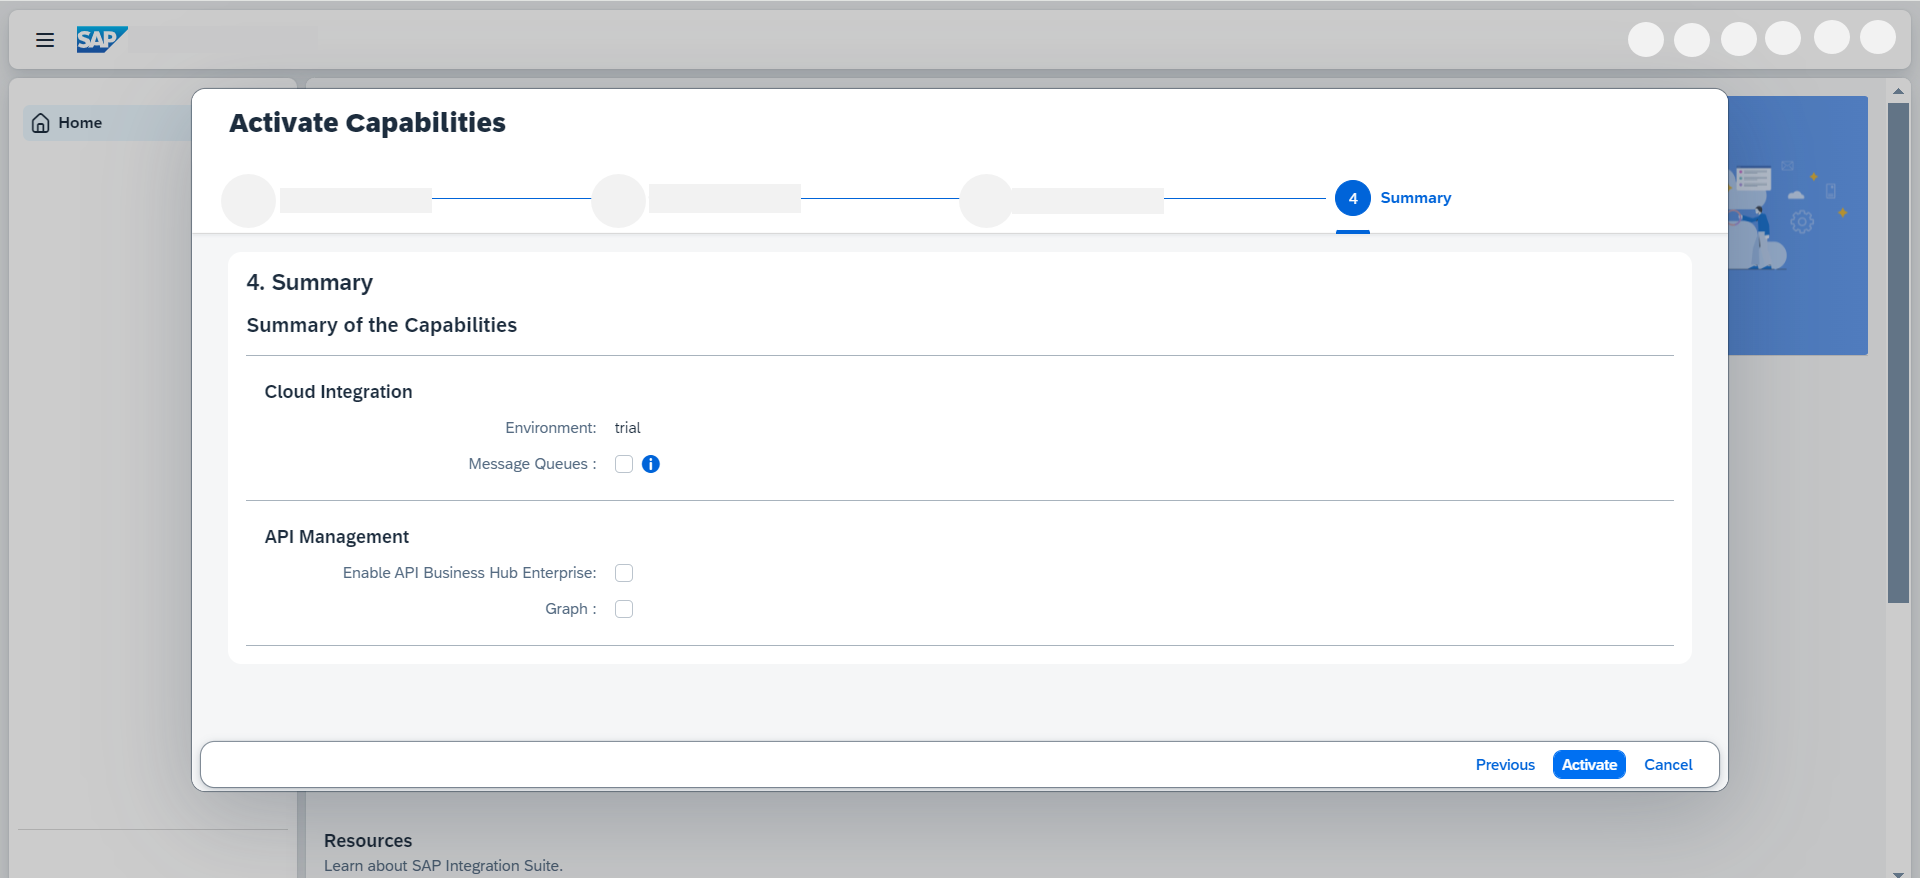 SAP
Home
Activate Capabilities
4 Summary
4. Summary
Summary of the Capabilities
Cloud Integration
Environment: trial
Message Queues :
API Management
Enable API Business Hub Enterprise:
Graph :
Previous Activate Cancel
Resources
Learn about SAP Integration Suite.